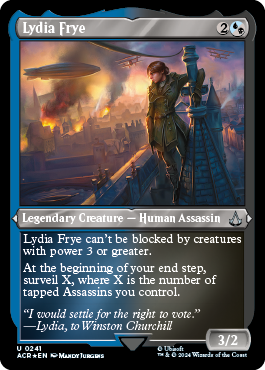 Lydia Frye 2
Legendary Creature — Human Assassin
Lydia Frye can't be blocked by creatures
with power 3 or greater.
At the beginning of your end step,
surveil X, where X is the number of
tapped Assassins you control.
"I would settle for the right to vote."
—Lydia, to Winston Churchill
3/2
U 0241
ACR★EN Mandy Jurgens
© Ubisoft
™ & © 2024 Wizards of the Coast